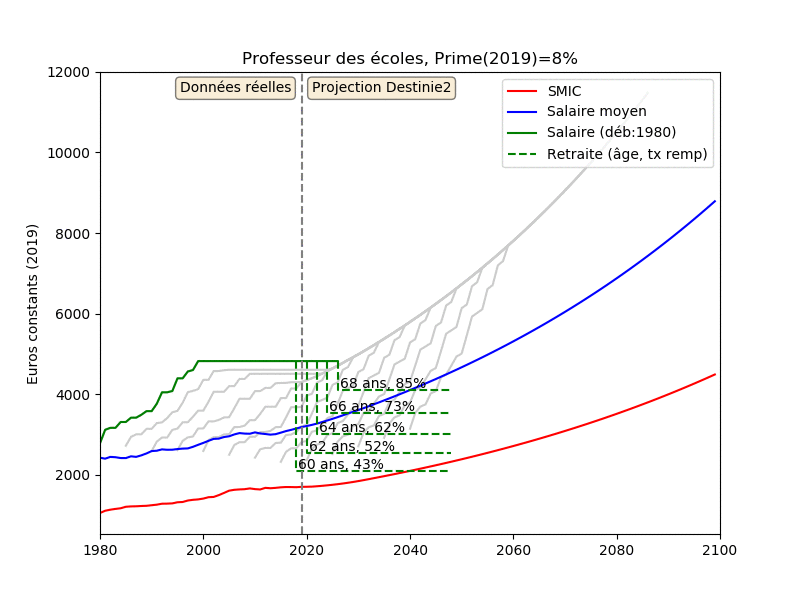 Professeur des écoles, Prime(2019)=8%
12000
10000
8000
6000
4000
2000
Euros constants (2019)
Données réelles
Projection Destinie2
SMIC
Salaire moyen
Salaire (déb:1980)
Retraite (âge, tx remp)
68 ans, 85%
66 ans, 73%
64 ans, 62%
62 ans, 52%
60 ans, 43%
1980
2000
2020
2040
2060
2080
2100